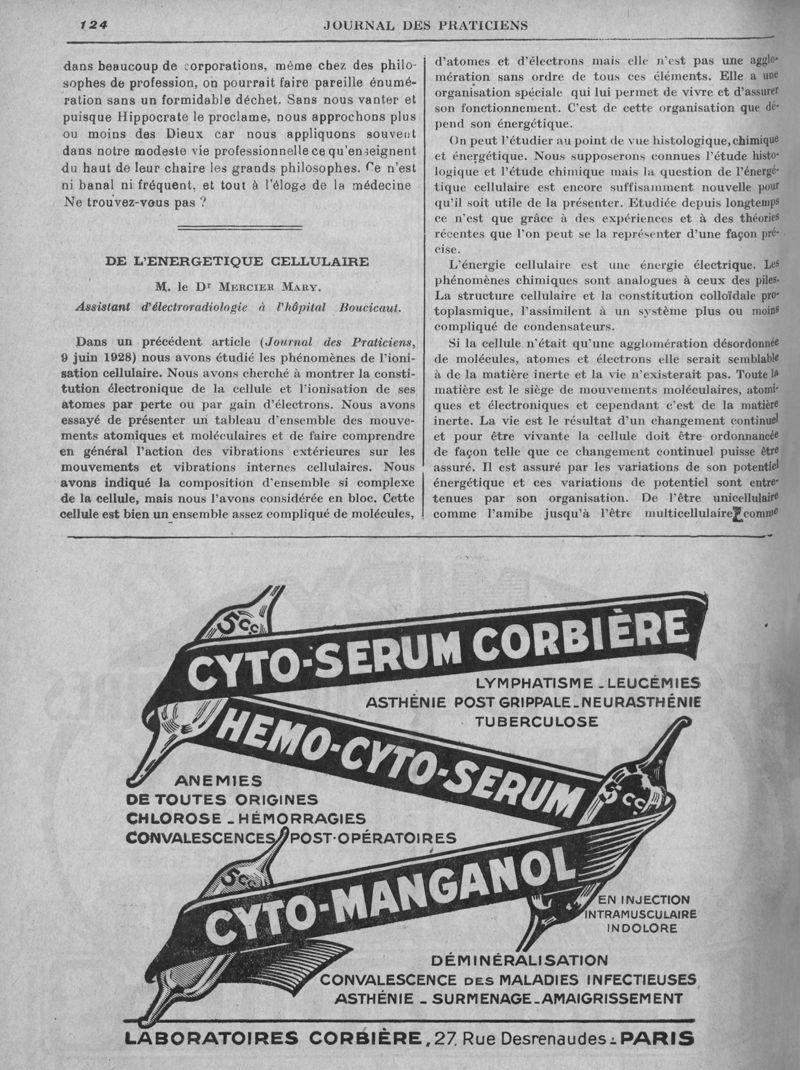 124
JOURNAL DES PRATICIENS
dans beaucoup de corporations, même chez des philo-
sophes de profession, on pourrait faire pareille énumé-
ration sans un formidable déchet. Sans nous vanter et
puisque Hippocrate le proclame, nous approchons plus
ou moins des Dieux car nous appliquons souvent
dans notre modeste vie professionnelle ce qu'enseignent
du haut de leur chaire les grands philosophes. Ce n'est
ni banal ni fréquent, et tout à l'éloge de la médecine
Ne trouvez-vous pas ?
DE L'ENERGETIQUE CELLULAIRE
M. le Dr MERCIER MARY.
Assistant d'électroradiologie à l'hôpital Boucicaut.
Dans un précédent article (Journal des Praticiens,
9 juin 1928) nous avons étudié les phénomènes de l'ioni-
sation cellulaire. Nous avons cherché à montrer la consti-
tution électronique de la cellule et l'ionisation de ses
atomes par perte ou par gain d'électrons. Nous avons
essayé de présenter un tableau d'ensemble des mouve-
ments atomiques et moléculaires et de faire comprendre
en général l'action des vibrations extérieures sur les
mouvements et vibrations internes cellulaires. Nous
avons indiqué la composition d'ensemble si complexe
de la cellule, mais nous l'avons considérée en bloc. Cette
cellule est bien un ensemble assez compliqué de molécules,
d'atomes et d'électrons mais elle n'est pas une agglo-
mération sans ordre de tous ces éléments. Elle a une
organisation spéciale qui lui permet de vivre et d'assurer
son fonctionnement. C'est de cette organisation que dé-
pend son énergétique.
On peut l'étudier au point de vue histologique, chimique
et énergétique. Nous supposerons connues l'étude histo-
logique et l'étude chimique mais la question de l'énergé-
tique cellulaire est encore suffisamment nouvelle pour
qu'il soit utile de la présenter. Etudiée depuis longtemps
ce n'est que grâce à des expériences et à des théories
récentes que l'on peut se la représenter d'une façon pré-
cise.
L'énergie cellulaire est une énergie électrique. Les
phénomènes chimiques sont analogues à ceux des piles.
La structure cellulaire et la constitution colloïdale pro-
toplasmique, l'assimilent à un système plus ou moins
compliqué de condensateurs.
Si la cellule n'était qu'une agglomération désordonnée
de molécules, atomes et électrons elle serait semblable
à de la matière inerte et la vie n'existerait pas. Toute la
matière est le siège de mouvements moléculaires, atomi-
ques et électroniques et cependant c'est de la matière
inerte. La vie est le résultat d'un changement continuel
et pour être vivante la cellule doit être ordonnancée
de façon telle que ce changement continuel puisse être
assuré. Il est assuré par les variations de son potentiel
énergétique et ces variations de potentiel sont entre-
tenues par son organisation. De l'être unicellulaire
comme l'amibe jusqu'à l'être multicellulaire comme
5cc.
CYTO-SERUM CORBIÈRE
LYMPHATISME - LEUCÉMIES
ASTHÉNIE POST GRIPPALE - NEURASTHÉNIE
TUBERCULOSE
HEMO-CYTO-SERUM
5cc.
ANEMIES
DE TOUTES ORIGINES
CHLOROSE - HÉMORRAGIES
CONVALESCENCES POST-OPÉRATOIRES
5cc.
CYTO-MANGANOL
EN INJECTION
INTRAMUSCULAIRE
INDOLORE
DÉMINÉRALISATION
CONVALESCENCE DES MALADIES INFECTIEUSES
ASTHÉNIE - SURMENAGE - AMAIGRISSEMENT
LABORATOIRES CORBIÈRE, 27, Rue Desrenaudes - PARIS